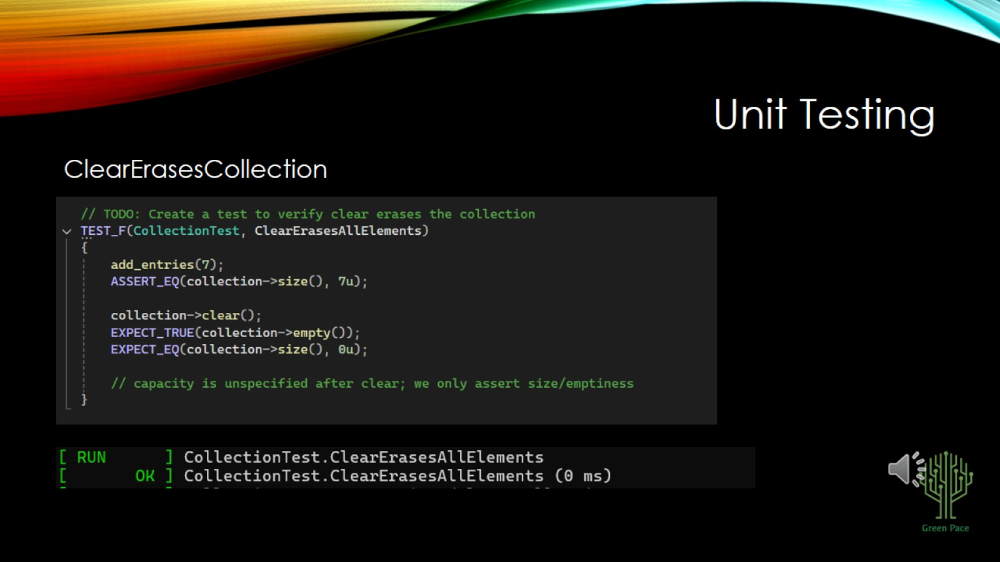 Unit Testing
ClearErasesCollection
// TODO: Create a test to verify clear erases the collection
TEST_F(CollectionTest, ClearErasesAllElements)
{
add_entries(7);
ASSERT_EQ(collection->size(), 7u);
collection->clear();
EXPECT_TRUE(collection->empty());
EXPECT_EQ(collection->size(), 0u);
// capacity is unspecified after clear; we only assert size/emptiness
}
[ RUN      ] CollectionTest.ClearErasesAllElements
[       OK ] CollectionTest.ClearErasesAllElements (0 ms)
Green Pace